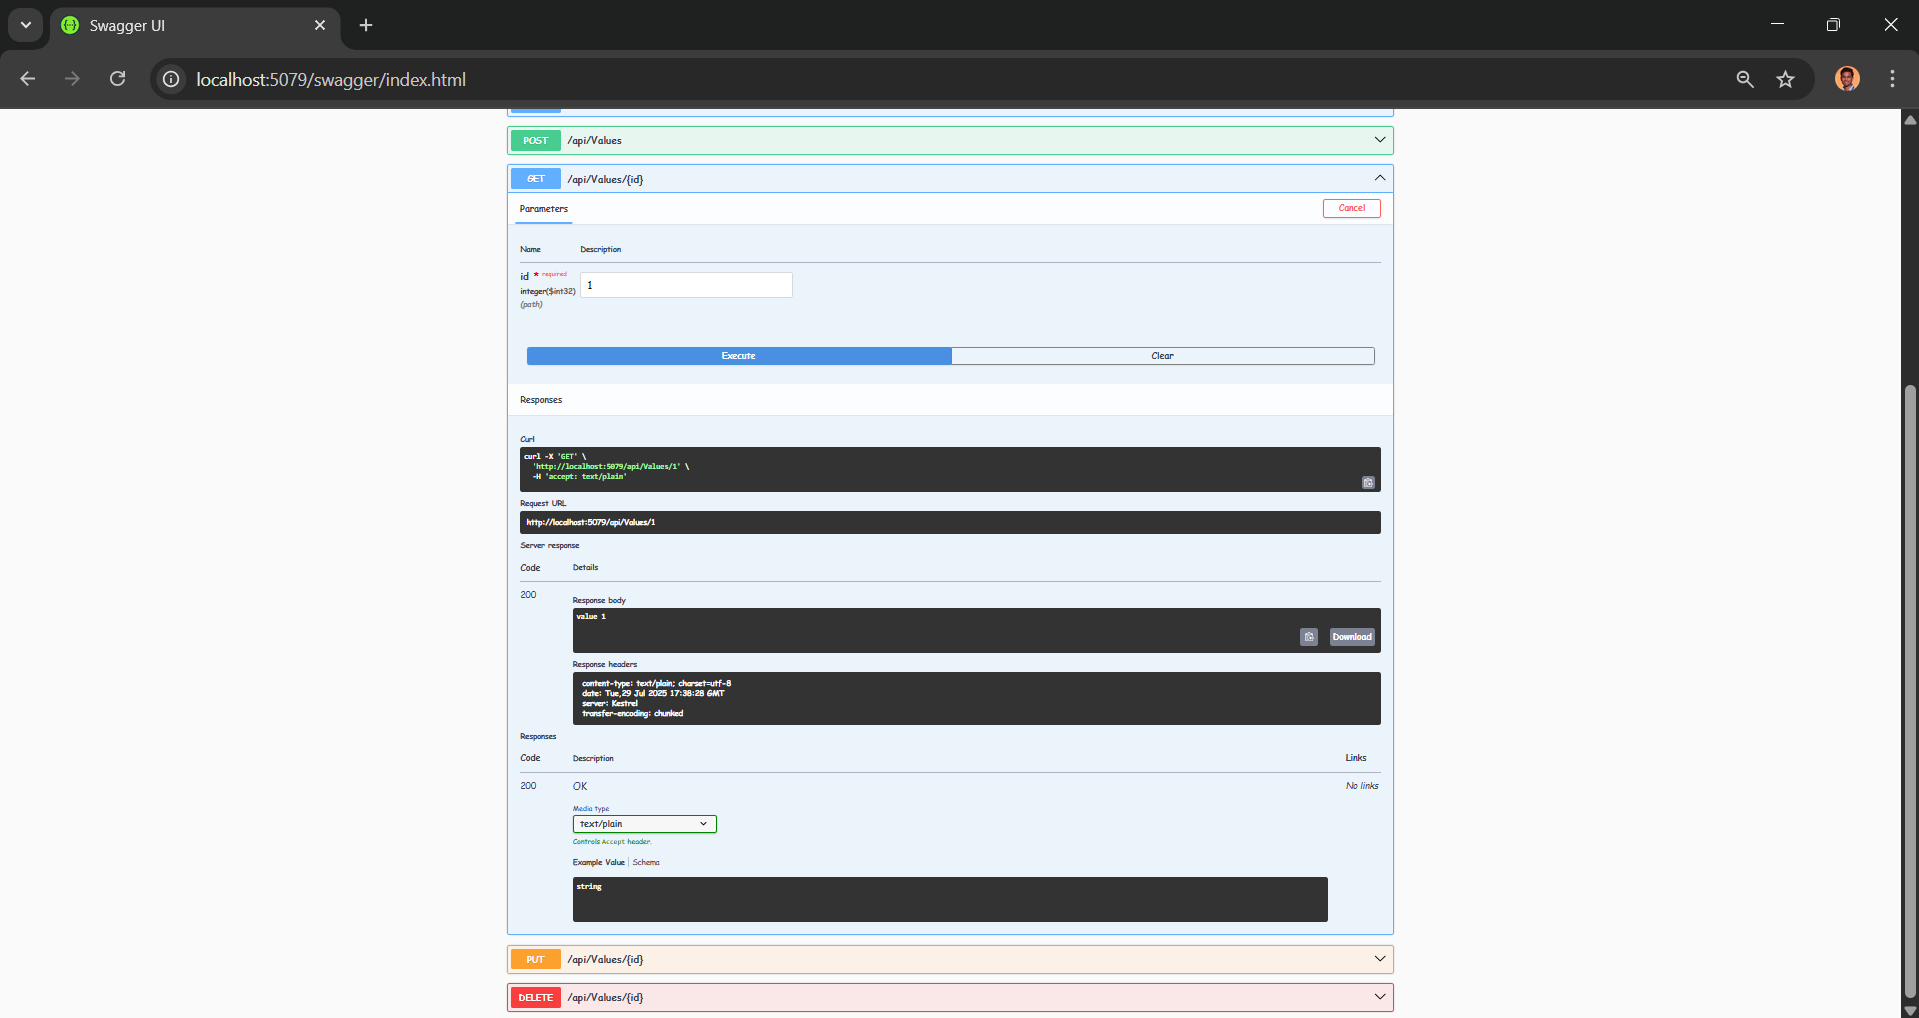 Swagger UI
localhost:5079/swagger/index.html
POST /api/Values
GET /api/Values/{id}
Parameters
Cancel
Name Description
id * required
integer($int32)
(path)
1
Execute Clear
Responses
Curl
curl -X 'GET' \
'http://localhost:5079/api/Values/1' \
-H 'accept: text/plain'
Request URL
http://localhost:5079/api/Values/1
Server response
Code Details
200
Response body
value 1
Download
Response headers
content-type: text/plain; charset=utf-8
date: Tue,29 Jul 2025 17:38:28 GMT
server: Kestrel
transfer-encoding: chunked
Responses
Code Description Links
200 OK No links
Media type
text/plain
Controls Accept header.
Example Value Schema
string
PUT /api/Values/{id}
DELETE /api/Values/{id}